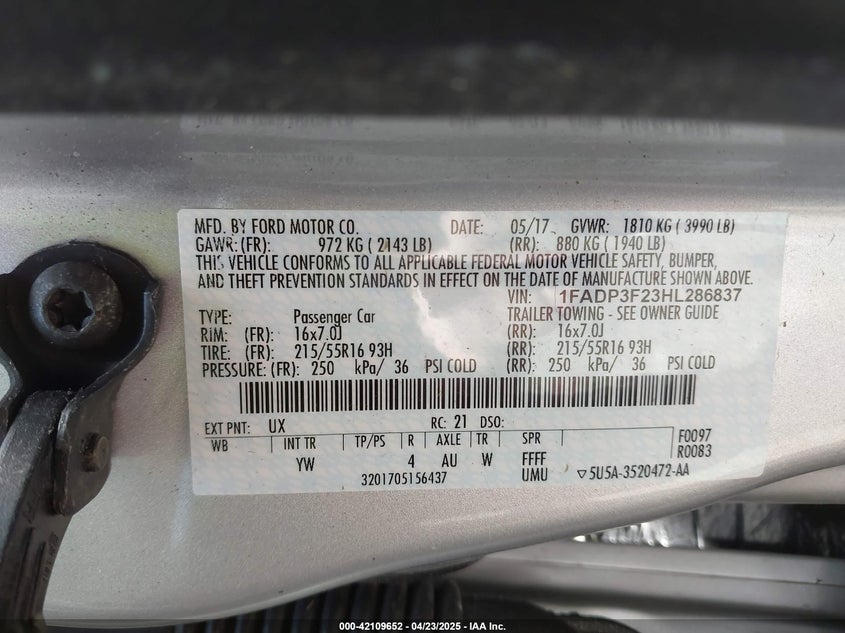 MFD. BY FORD MOTOR CO. DATE: 05/17 GVWR: 1810 KG ( 3990 LB)
GAWR:(FR): 972 KG ( 2143 LB) (RR): 880 KG ( 1940 LB)
THIS VEHICLE CONFORMS TO ALL APPLICABLE FEDERAL MOTOR VEHICLE SAFETY, BUMPER,
AND THEFT PREVENTION STANDARDS IN EFFECT ON THE DATE OF MANUFACTURE SHOWN ABOVE.
VIN: 1FADP3F23HL286837
TYPE: Passenger Car TRAILER TOWING - SEE OWNER GUIDE
RIM: (FR): 16x7.0J (RR): 16x7.0J
TIRE: (FR): 215/55R16 93H (RR): 215/55R16 93H
PRESSURE: (FR): 250 kPa/ 36 PSI COLD (RR): 250 kPa/ 36 PSI COLD
EXT PNT: UX RC: 21 DSO:
WB INT TR TP/PS R AXLE TR SPR F0097
R0083
YW 4 AU W FFFF
3201705156437 UMU ▽5U5A-3520472-AA
000-42109652 - 04/23/2025 - IAA Inc.